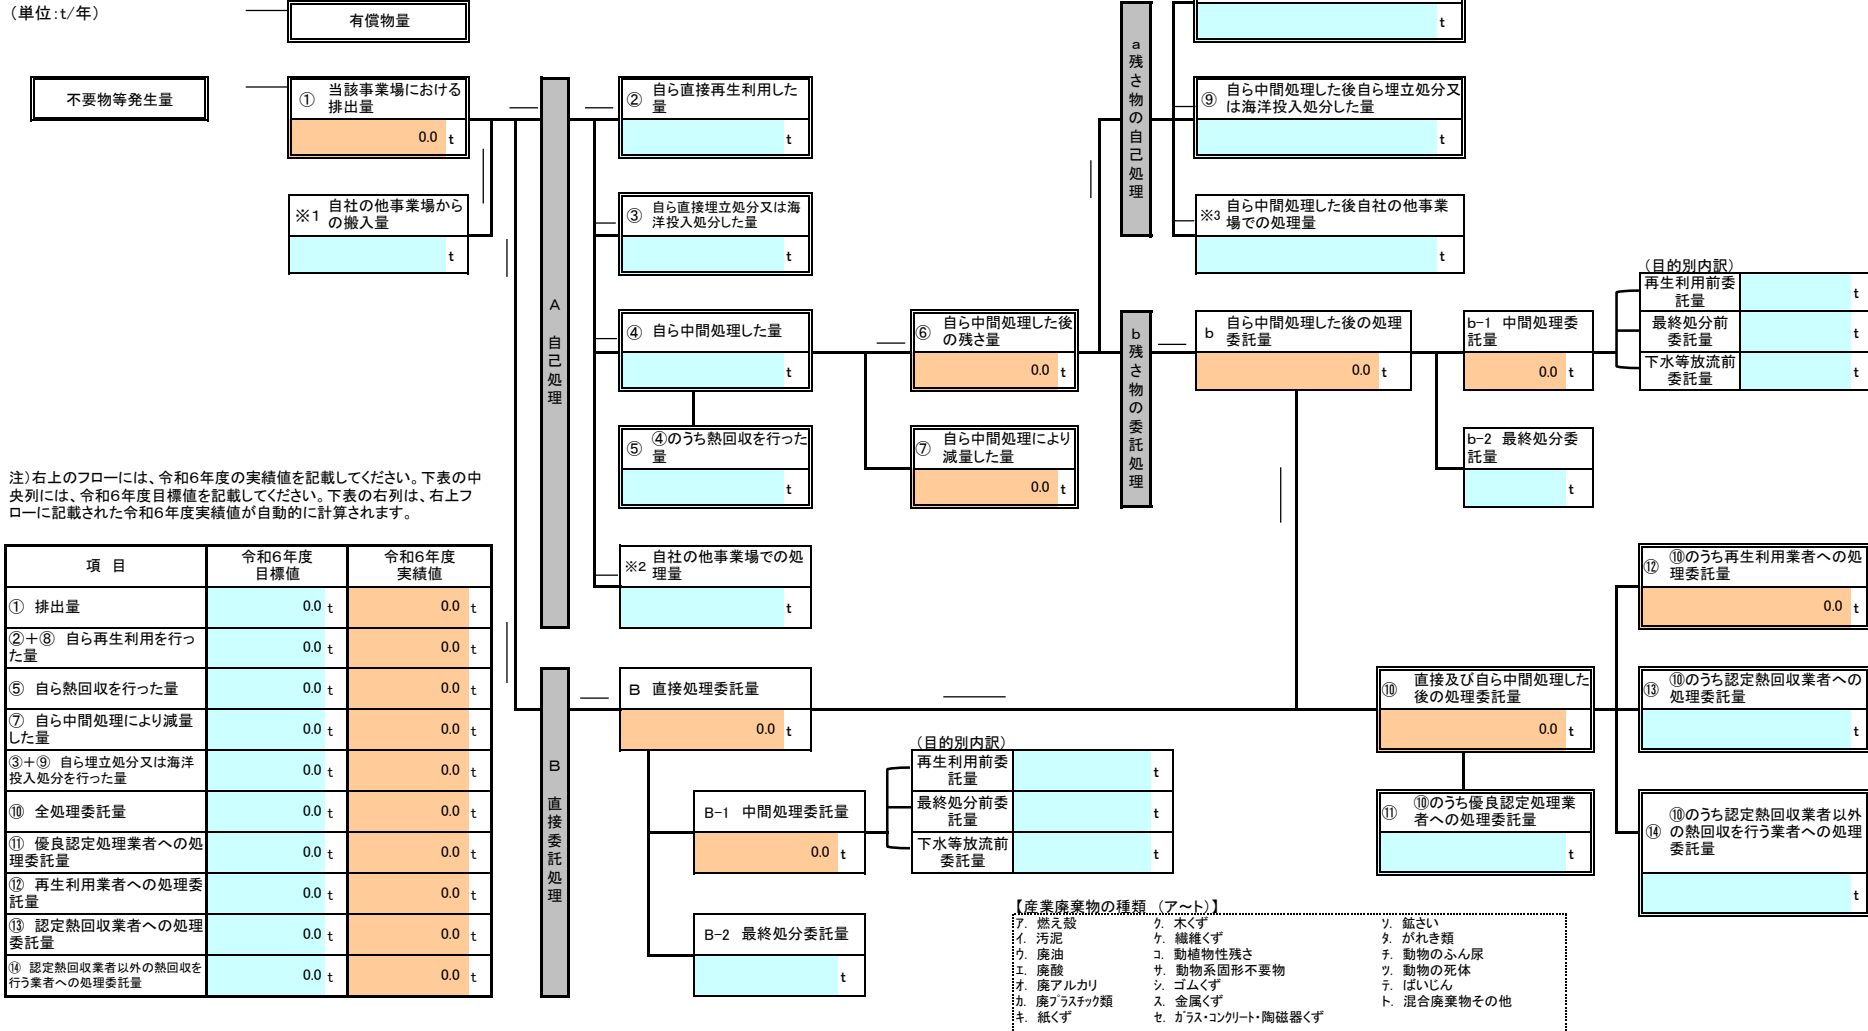 (単位:t/年)
有償物量
t
不要物等発生量
① 当該事業場における
排出量
0.0 t
※1 自社の他事業場から
の搬入量
t
A 自己処理
② 自ら直接再生利用した
量
t
③ 自ら直接埋立処分又は海
洋投入処分した量
t
④ 自ら中間処理した量
t
⑤ ④のうち熱回収を行った
量
t
※2 自社の他事業場での処
理量
t
⑥ 自ら中間処理した後
の残さ量
0.0 t
⑦ 自ら中間処理により
減量した量
0.0 t
a 残さ物の自己処理
⑨ 自ら中間処理した後自ら埋立処分又
は海洋投入処分した量
t
※3 自ら中間処理した後自社の他事業
場での処理量
t
b 残さ物の委託処理
b 自ら中間処理した後の処理
委託量
0.0 t
b-1 中間処理委
託量
0.0 t
(目的別内訳)
再生利用前委
託量 t
最終処分前
委託量 t
下水等放流前
委託量 t
b-2 最終処分委
託量
t
注)右上のフローには、令和6年度の実績値を記載してください。下表の中
央列には、令和6年度目標値を記載してください。下表の右列は、右上フ
ローに記載された令和6年度実績値が自動的に計算されます。
項 目 令和6年度 目標値 令和6年度 実績値
① 排出量 0.0 t 0.0 t
②+⑧ 自ら再生利用を行っ
た量 0.0 t 0.0 t
⑤ 自ら熱回収を行った量 0.0 t 0.0 t
⑦ 自ら中間処理により減量
した量 0.0 t 0.0 t
③+⑨ 自ら埋立処分又は海洋
投入処分を行った量 0.0 t 0.0 t
⑩ 全処理委託量 0.0 t 0.0 t
⑪ 優良認定処理業者への処
理委託量 0.0 t 0.0 t
⑫ 再生利用業者への処理委
託量 0.0 t 0.0 t
⑬ 認定熱回収業者への処理
委託量 0.0 t 0.0 t
⑭ 認定熱回収業者以外の熱回収を
行う業者への処理委託量 0.0 t 0.0 t
B 直接委託処理
B 直接処理委託量
0.0 t
B-1 中間処理委託量
0.0 t
(目的別内訳)
再生利用前委
託量 t
最終処分前委
託量 t
下水等放流前
委託量 t
B-2 最終処分委託量
t
⑩ 直接及び自ら中間処理した
後の処理委託量
0.0 t
⑪ ⑩のうち優良認定処理業
者への処理委託量
t
⑫ ⑩のうち再生利用業者への処
理委託量
0.0 t
⑬ ⑩のうち認定熱回収業者への
処理委託量
t
⑭ ⑩のうち認定熱回収業者以外
の熱回収を行う業者への処理
委託量
t
【産業廃棄物の種類 (ア~ト)】
ア. 燃え殻 ク. 木くず ソ. 鉱さい
イ. 汚泥 ケ. 繊維くず タ. がれき類
ウ. 廃油 コ. 動植物性残さ チ. 動物のふん尿
エ. 廃酸 サ. 動物系固形不要物 ツ. 動物の死体
オ. 廃アルカリ シ. ゴムくず テ. ばいじん
カ. 廃プラスチック類 ス. 金属くず ト. 混合廃棄物その他
キ. 紙くず セ. ガラス・コンクリート・陶磁器くず